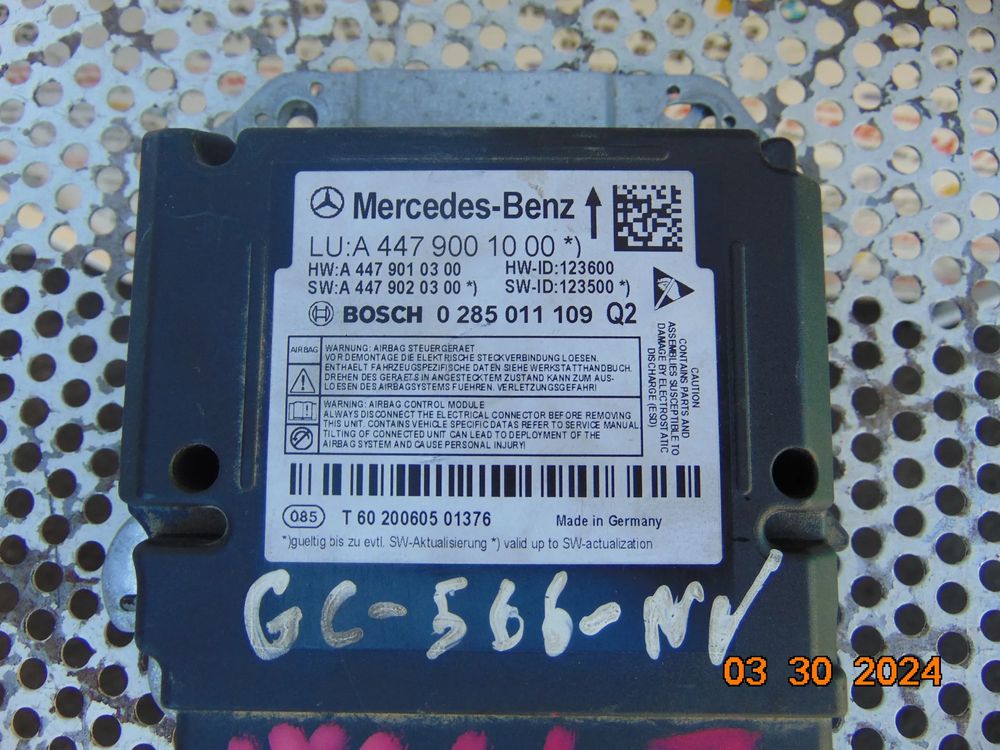 Mercedes-Benz
LU:A 447 900 10 00 *)
HW:A 447 901 03 00 HW-ID:123600
SW:A 447 902 03 00 *) SW-ID:123500 *)
BOSCH 0 285 011 109 Q2
CAUTION
CONTAINS PARTS AND
ASSEMBLIES SUSCEPTIBLE TO
DAMAGE BY ELECTROSTATIC
DISCHARGE (ESD)
AIRBAG
WARNUNG: AIRBAG STEUERGERAET
VOR DEMONTAGE DIE ELEKTRISCHE STECKVERBINDUNG LOESEN.
ENTHAELT FAHRZEUGSPEZIFISCHE DATEN SIEHE WERKSTATTHANDBUCH.
DREHEN DES GERAETS IN ANGESTECKTEM ZUSTAND KANN ZUM AUS-
LOESEN DES AIRBAGSYSTEMS FUEHREN. VERLETZUNGSGEFAHR!
WARNING: AIRBAG CONTROL MODULE
ALWAYS DISCONNECT THE ELECTRICAL CONNECTOR BEFORE REMOVING
THIS UNIT. CONTAINS VEHICLE SPECIFIC DATAS REFER TO SERVICE MANUAL.
TILTING OF CONNECTED UNIT CAN LEAD TO DEPLOYMENT OF THE
AIRBAG SYSTEM AND CAUSE PERSONAL INJURY!
085 T 60 200605 01376 Made in Germany
*)gueltig bis zu evtl. SW-Aktualisierung *) valid up to SW-actualization
GC-566-NV
03 30 2024